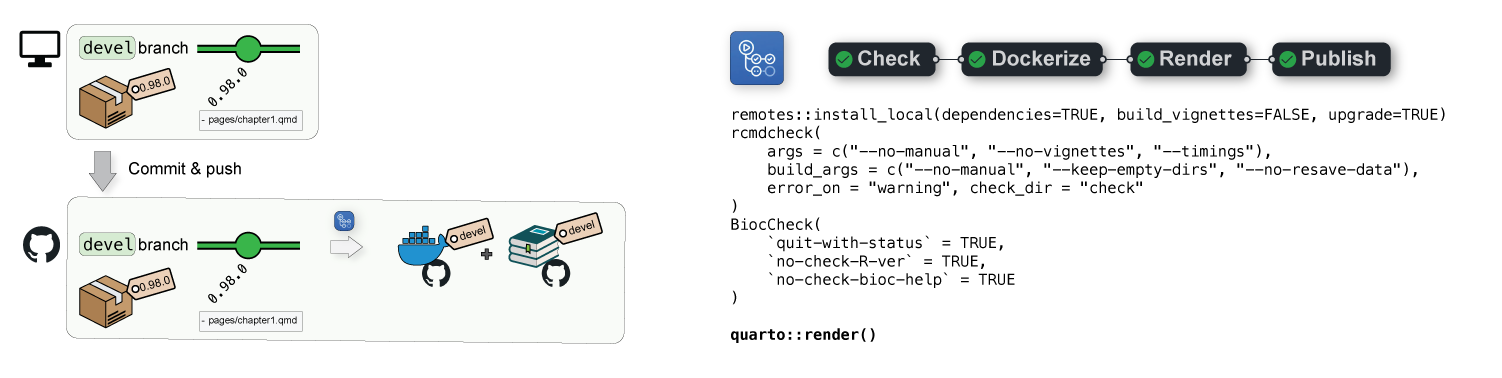 devel branch
0.98.0
0.98.0
- pages/chapter1.qmd
Commit & push
devel branch
0.98.0
0.98.0
- pages/chapter1.qmd
devel
+
devel
Check
Dockerize
Render
Publish
remotes::install_local(dependencies=TRUE, build_vignettes=FALSE, upgrade=TRUE)
rcmdcheck(
    args = c("--no-manual", "--no-vignettes", "--timings"),
    build_args = c("--no-manual", "--keep-empty-dirs", "--no-resave-data"),
    error_on = "warning", check_dir = "check"
)
BiocCheck(
    `quit-with-status` = TRUE,
    `no-check-R-ver` = TRUE,
    `no-check-bioc-help` = TRUE
)
quarto::render()